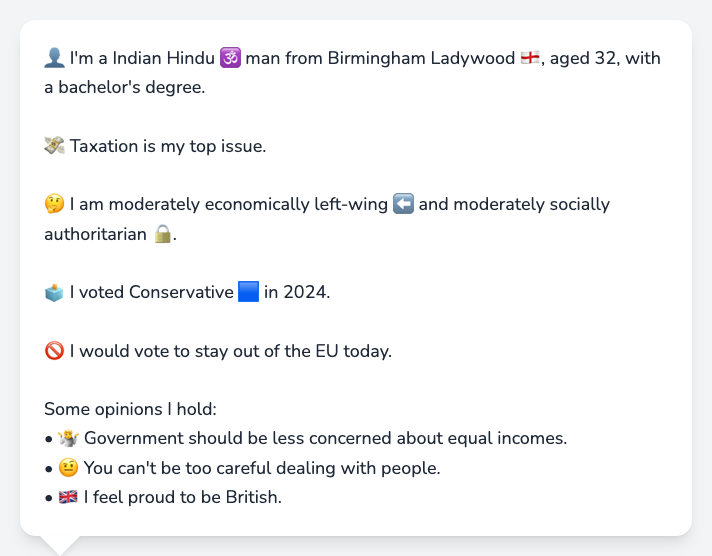 👤 I'm a Indian Hindu 🕉️ man from Birmingham Ladywood 🏴󠁧󠁢󠁥󠁮󠁧󠁿, aged 32, with
a bachelor's degree.
💸 Taxation is my top issue.
🤔 I am moderately economically left-wing ⬅️ and moderately socially
authoritarian 🔒.
🗳️ I voted Conservative 🟦 in 2024.
🚫 I would vote to stay out of the EU today.
Some opinions I hold:
• 🤷 Government should be less concerned about equal incomes.
• 🤨 You can't be too careful dealing with people.
• 🇬🇧 I feel proud to be British.